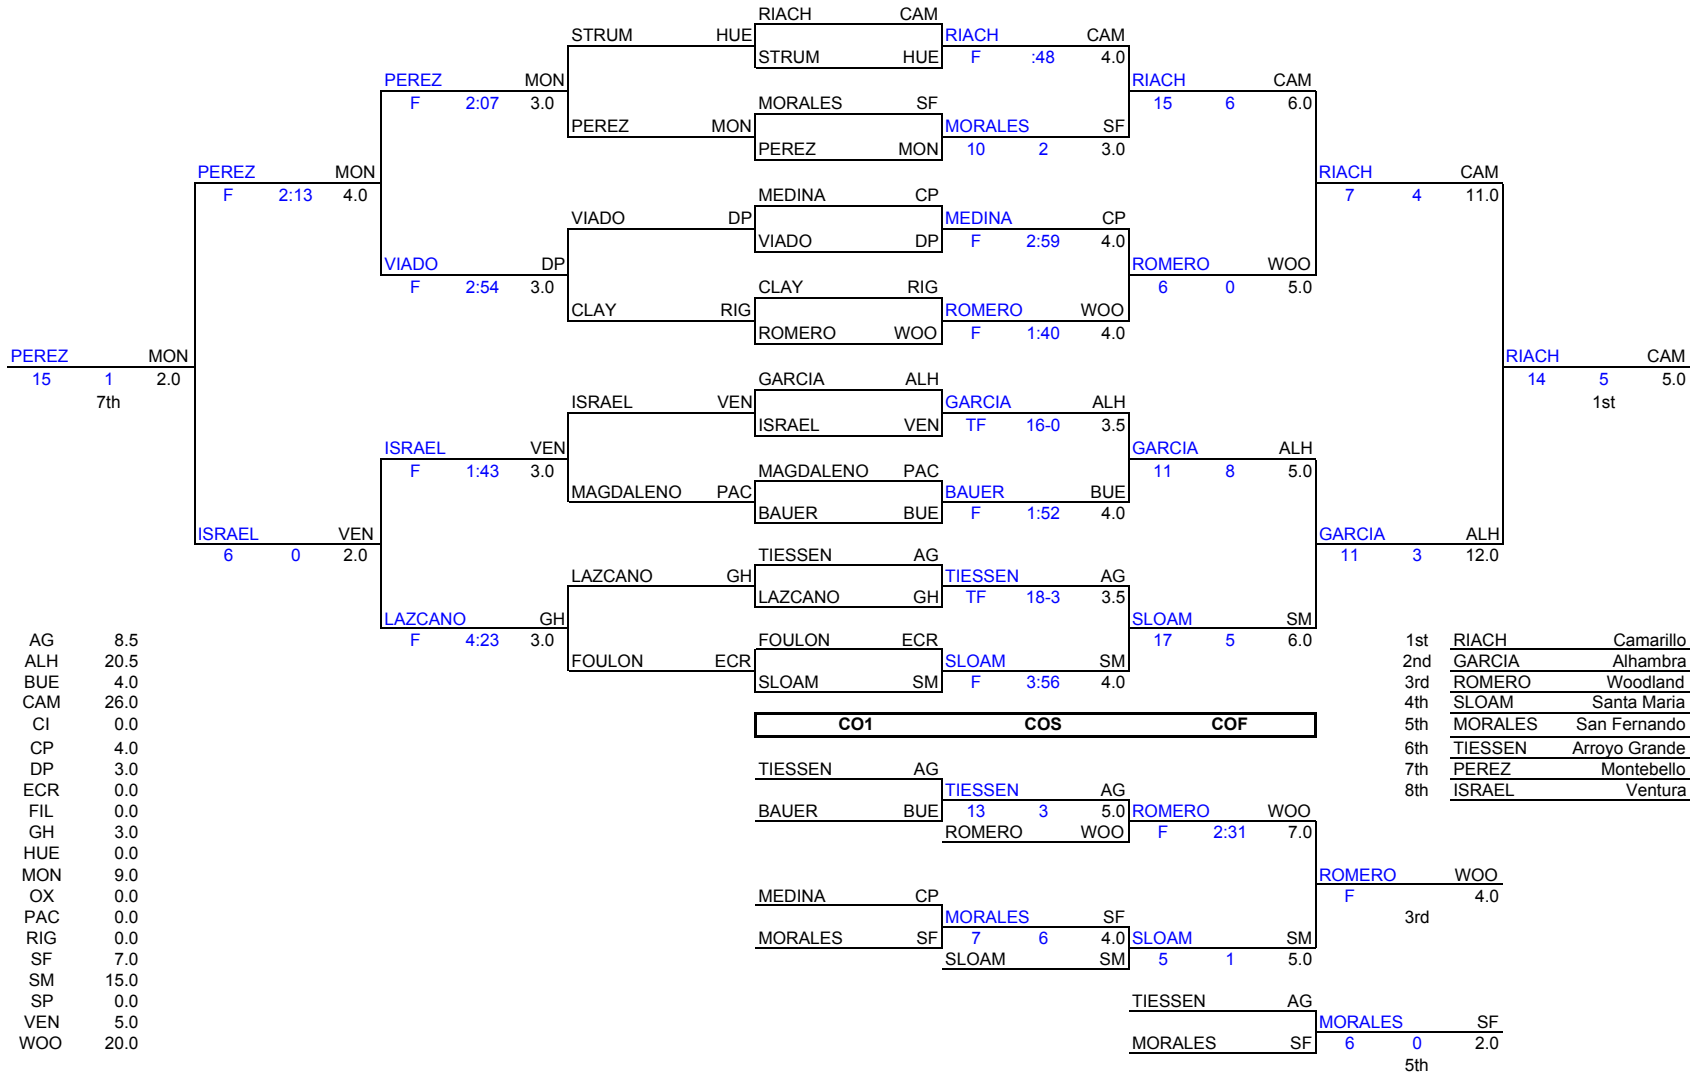 RIACH CAM
STRUM HUE RIACH CAM
STRUM HUE F :48 4.0
PEREZ MON RIACH CAM
F 2:07 3.0 MORALES SF 15 6 6.0
PEREZ MON MORALES SF
PEREZ MON 10 2 3.0
PEREZ MON RIACH CAM
F 2:13 4.0 MEDINA CP 7 4 11.0
VIADO DP MEDINA CP
VIADO DP F 2:59 4.0
VIADO DP ROMERO WOO
F 2:54 3.0 CLAY RIG 6 0 5.0
CLAY RIG ROMERO WOO
ROMERO WOO F 1:40 4.0
PEREZ MON RIACH CAM
15 1 2.0 GARCIA ALH 14 5 5.0
7th ISRAEL VEN GARCIA ALH 1st
ISRAEL VEN TF 16-0 3.5
ISRAEL VEN GARCIA ALH
F 1:43 3.0 MAGDALENO PAC 11 8 5.0
MAGDALENO PAC BAUER BUE
BAUER BUE F 1:52 4.0
ISRAEL VEN GARCIA ALH
6 0 2.0 TIESSEN AG 11 3 12.0
LAZCANO GH TIESSEN AG
LAZCANO GH TF 18-3 3.5
LAZCANO GH SLOAM SM
AG 8.5 F 4:23 3.0 FOULON ECR 17 5 6.0 1st RIACH Camarillo
ALH 20.5 FOULON ECR SLOAM SM 2nd GARCIA Alhambra
BUE 4.0 SLOAM SM F 3:56 4.0 3rd ROMERO Woodland
CAM 26.0 4th SLOAM Santa Maria
CI 0.0 CO1 COS COF 5th MORALES San Fernando
CP 4.0 6th TIESSEN Arroyo Grande
DP 3.0 TIESSEN AG 7th PEREZ Montebello
ECR 0.0 TIESSEN AG 8th ISRAEL Ventura
FIL 0.0 BAUER BUE 13 3 5.0 ROMERO WOO
GH 3.0 ROMERO WOO F 2:31 7.0
HUE 0.0
MON 9.0 ROMERO WOO
OX 0.0 MEDINA CP F 4.0
PAC 0.0 MORALES SF 3rd
RIG 0.0 MORALES SF 7 6 4.0 SLOAM SM
SF 7.0 SLOAM SM 5 1 5.0
SM 15.0
SP 0.0 TIESSEN AG
VEN 5.0 MORALES SF
WOO 20.0 MORALES SF 6 0 2.0
5th